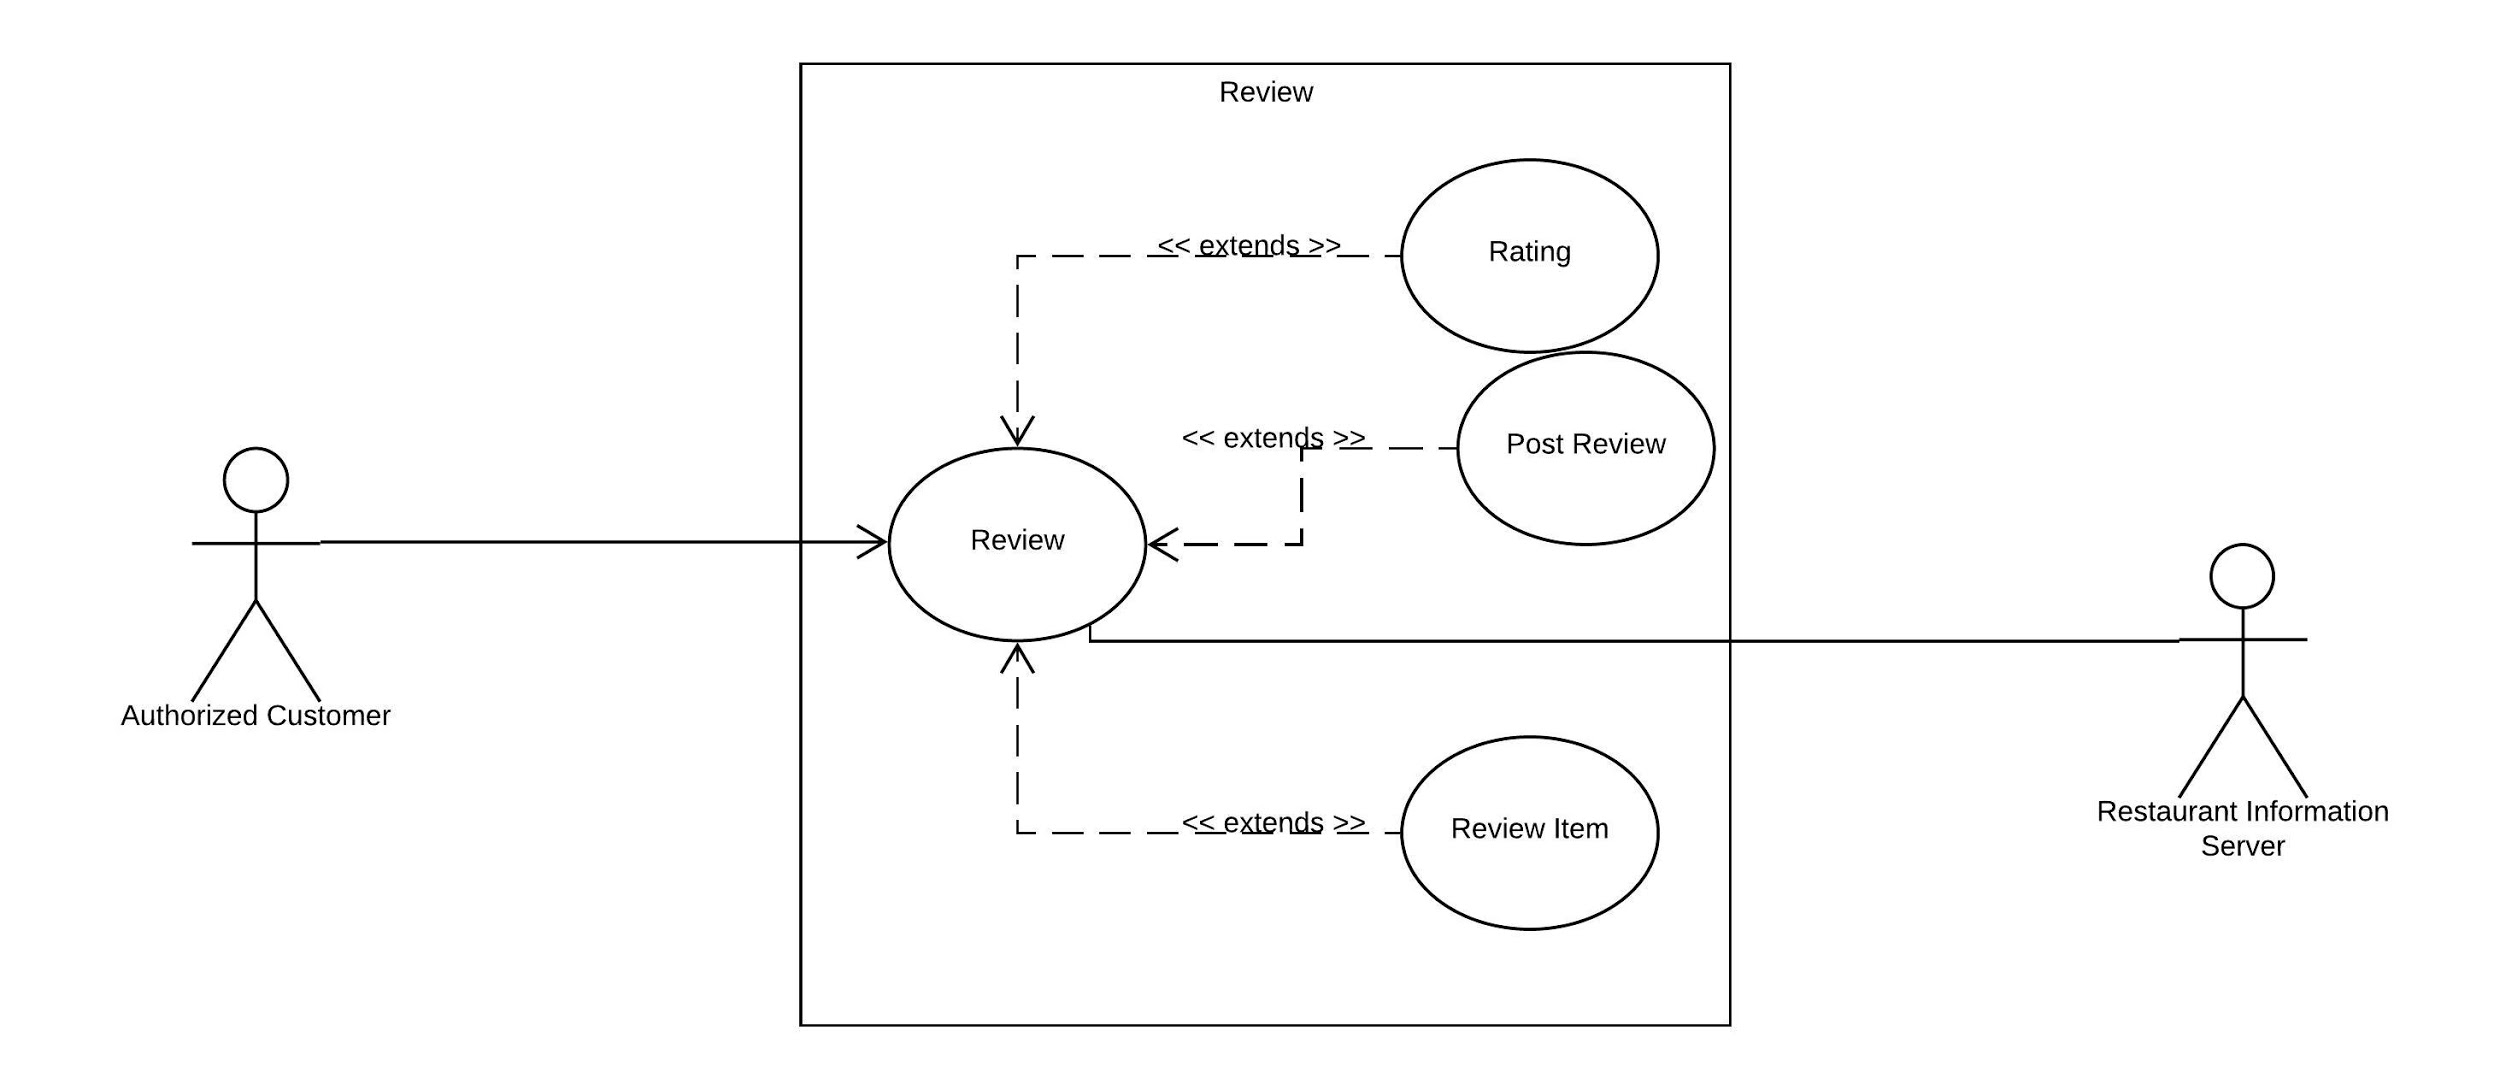 Review
<< extends >>
Rating
<< extends >>
Post Review
Review
Authorized Customer
<< extends >>
Review Item
Restaurant Information
Server